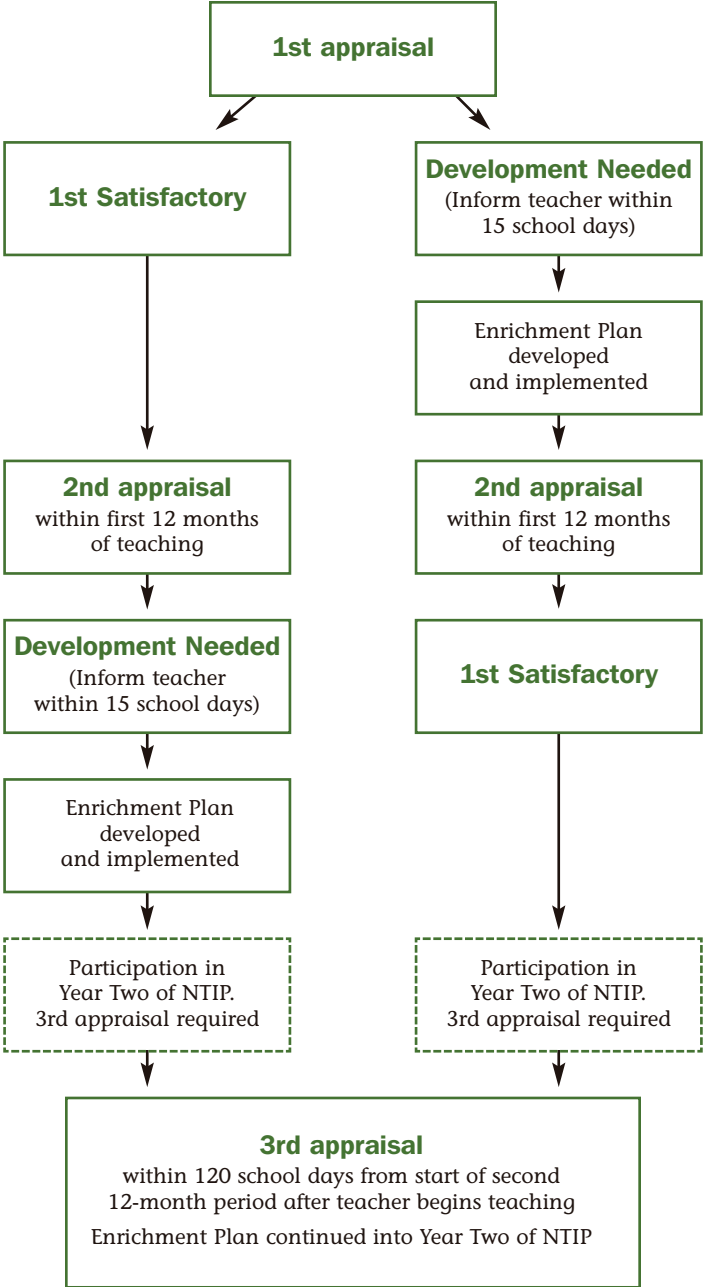 1st appraisal
1st Satisfactory
Development Needed
(Inform teacher within
15 school days)
Enrichment Plan
developed
and implemented
2nd appraisal
within first 12 months
of teaching
2nd appraisal
within first 12 months
of teaching
Development Needed
(Inform teacher
within 15 school days)
1st Satisfactory
Enrichment Plan
developed
and implemented
Participation in
Year Two of NTIP.
3rd appraisal required
Participation in
Year Two of NTIP.
3rd appraisal required
3rd appraisal
within 120 school days from start of second
12-month period after teacher begins teaching
Enrichment Plan continued into Year Two of NTIP